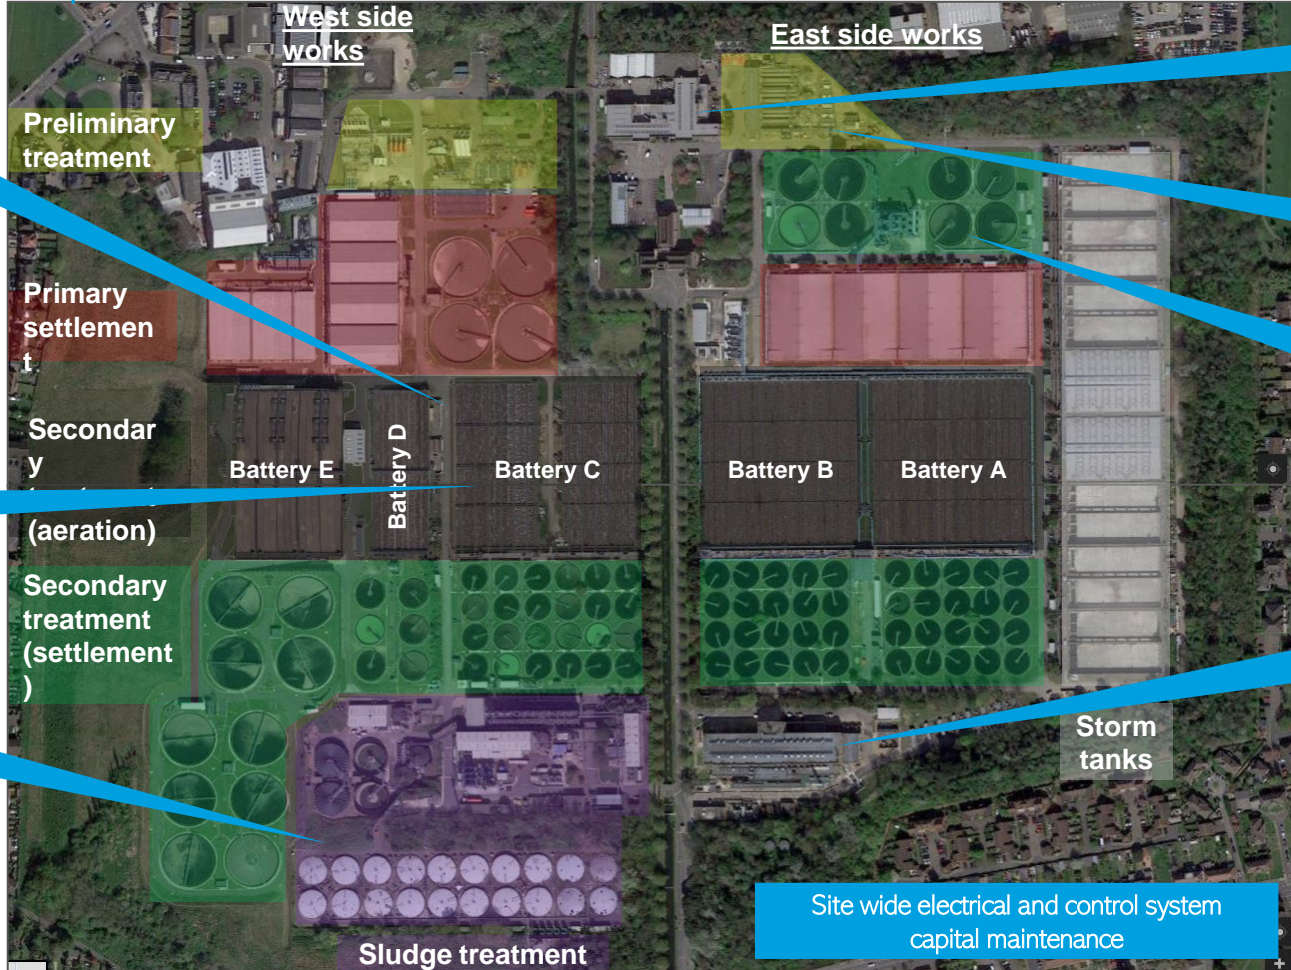 West side
works
East side works
Preliminary
treatment
Primary
settlemen
t
Secondar
y
(aeration)
Battery E
Battery D
Battery C
Battery B
Battery A
Secondary
treatment
(settlement
)
Storm
tanks
Sludge treatment
Site wide electrical and control system
capital maintenance